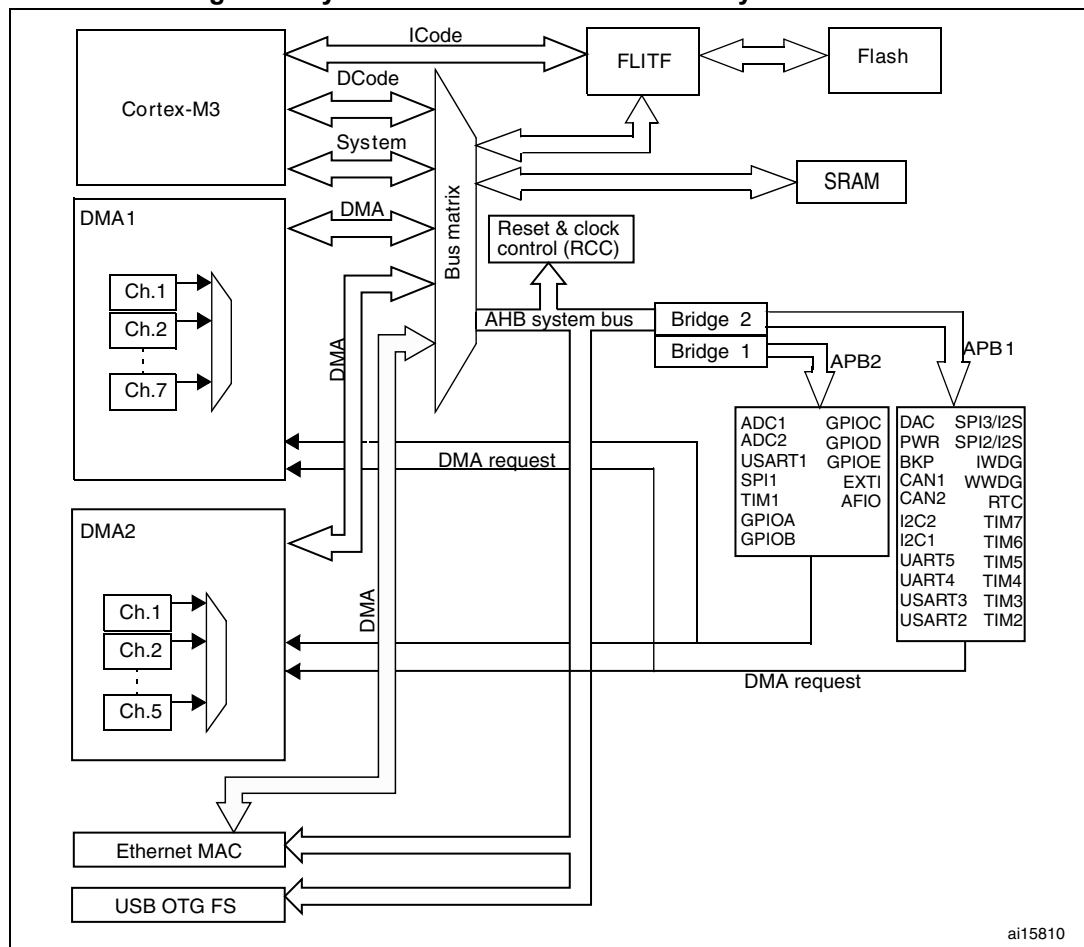 ICode
FLITF
Flash
Cortex-M3
DCode
System
SRAM
DMA1
DMA
Bus matrix
Reset & clock
control (RCC)
Ch.1
Ch.2
Ch.7
AHB system bus
Bridge 2
Bridge 1
APB2
APB1
DMA
DMA request
ADC1 GPIOC
ADC2 GPIOD
USART1 GPIOE
SPI1 EXTI
TIM1 AFIO
GPIOA
GPIOB
DAC SPI3/I2S
PWR SPI2/I2S
BKP IWDG
CAN1 WWDG
CAN2 RTC
I2C2 TIM7
I2C1 TIM6
UART5 TIM5
UART4 TIM4
USART3 TIM3
USART2 TIM2
DMA2
Ch.1
Ch.2
Ch.5
DMA
DMA request
Ethernet MAC
USB OTG FS
ai15810